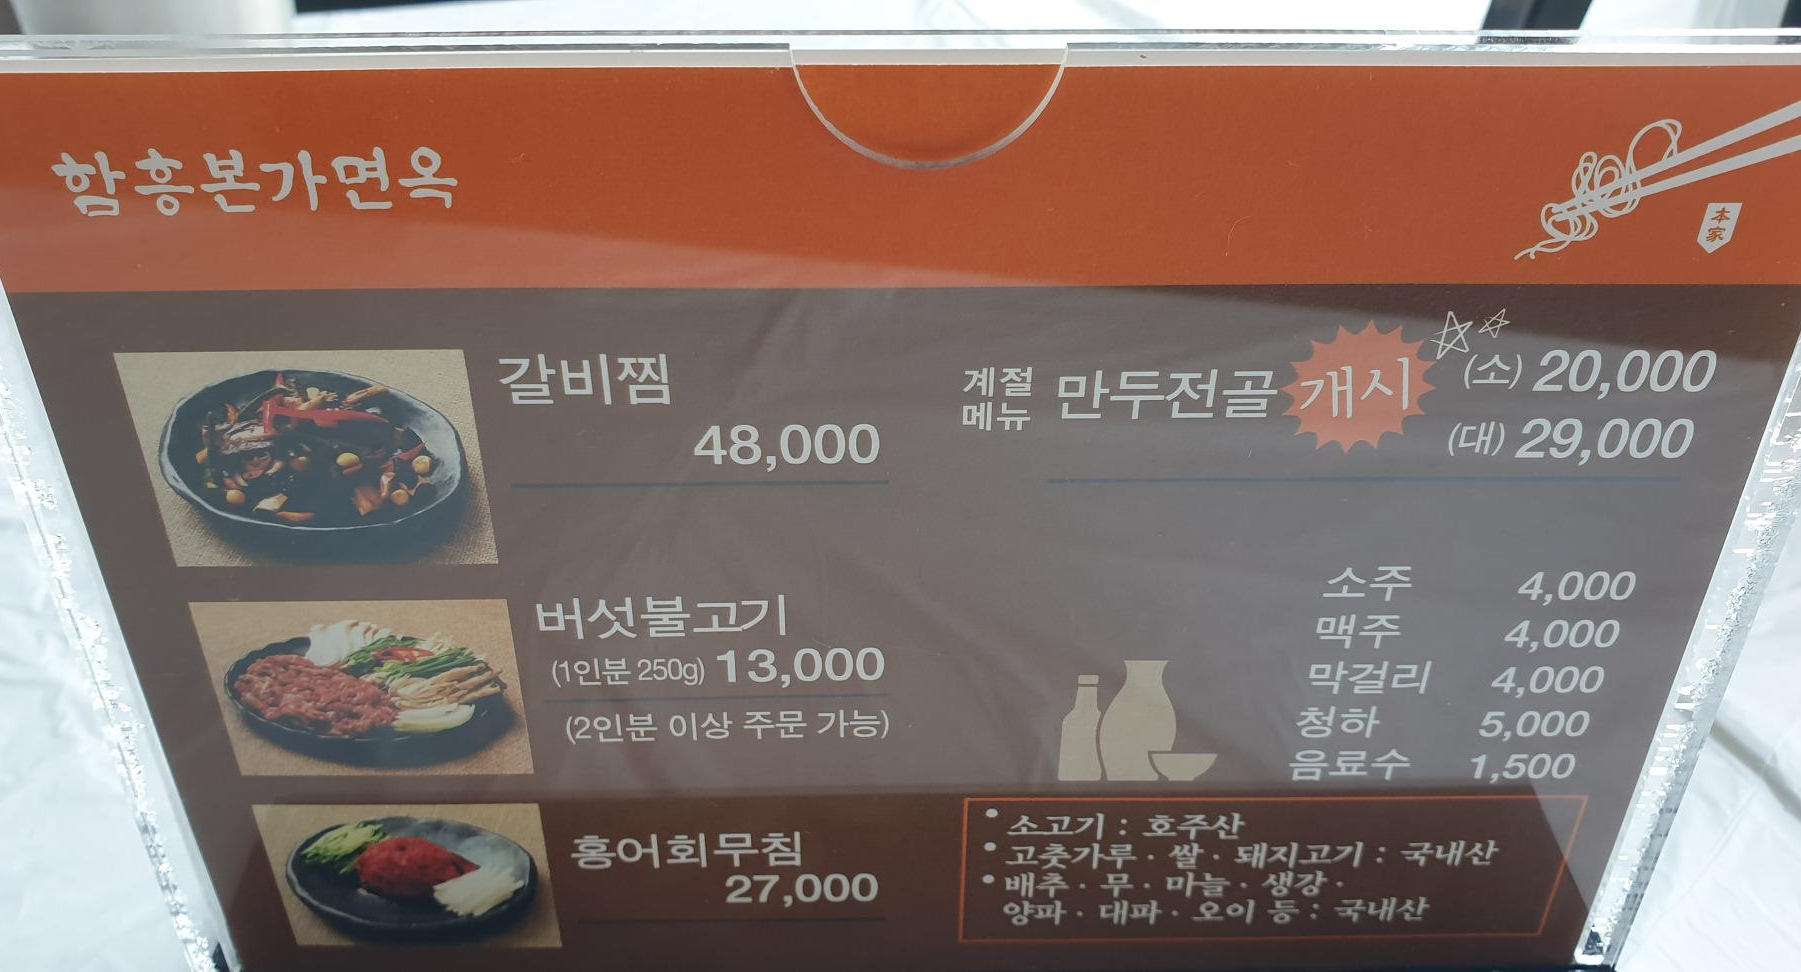 함흥본가면옥
本
家
갈비찜
48,000
버섯불고기
(1인분 250g) 13,000
(2인분 이상 주문 가능)
홍어회무침
27,000
계절
메뉴
만두전골 개시 (소) 20,000
(대) 29,000
소주 4,000
맥주 4,000
막걸리 4,000
청하 5,000
음료수 1,500
• 소고기 : 호주산
• 고춧가루 · 쌀 · 돼지고기 : 국내산
• 배추 · 무 · 마늘 · 생강 ·
양파 · 대파 · 오이 등 : 국내산